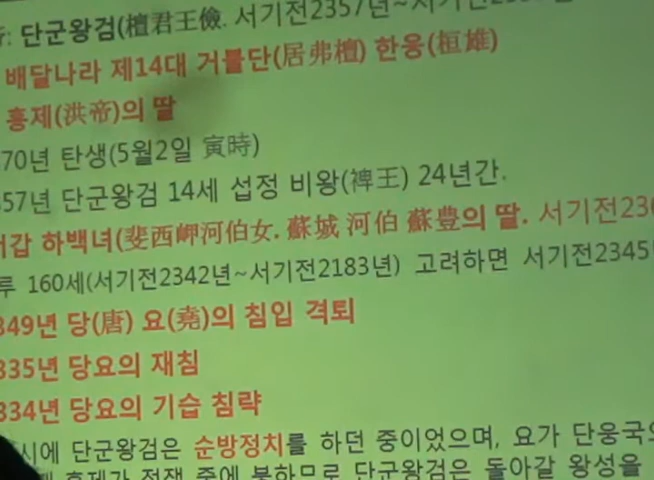 단군왕검(檀君王儉. 서기전2357년~서기전
배달나라 제14대 거불단(居弗檀) 한웅(桓雄)
홍제(洪帝)의 딸
70년 탄생(5월2일 寅時)
57년 단군왕검 14세 섭정 비왕(裨王) 24년간.
서갑 하백녀(斐西岬河伯女. 蘇城 河伯 蘇豊의 딸. 서기전23
루 160세(서기전2342년~서기전2183년) 고려하면 서기전2345
349년 당(唐) 요(堯)의 침입 격퇴
335년 당요의 재침
334년 당요의 기습 침략
시에 단군왕검은 순방정치를 하던 중이었으며, 요가 단웅국
홍제가 전쟁 중에 붕하므로 단군왕검은 돌아갈 왕성을